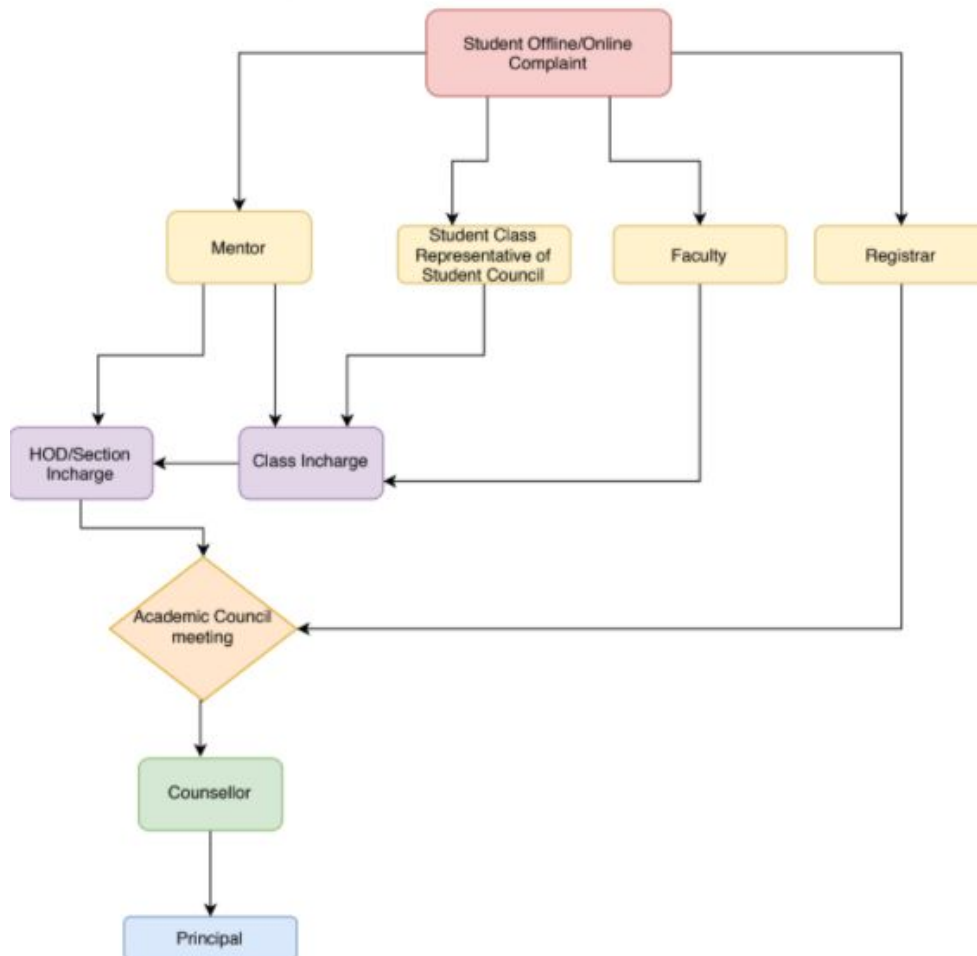 Student Offline/Online
Complaint
Mentor
Student Class
Representative of
Student Council
Faculty
Registrar
HOD/Section
Incharge
Class Incharge
Academic Council
meeting
Counsellor
Principal